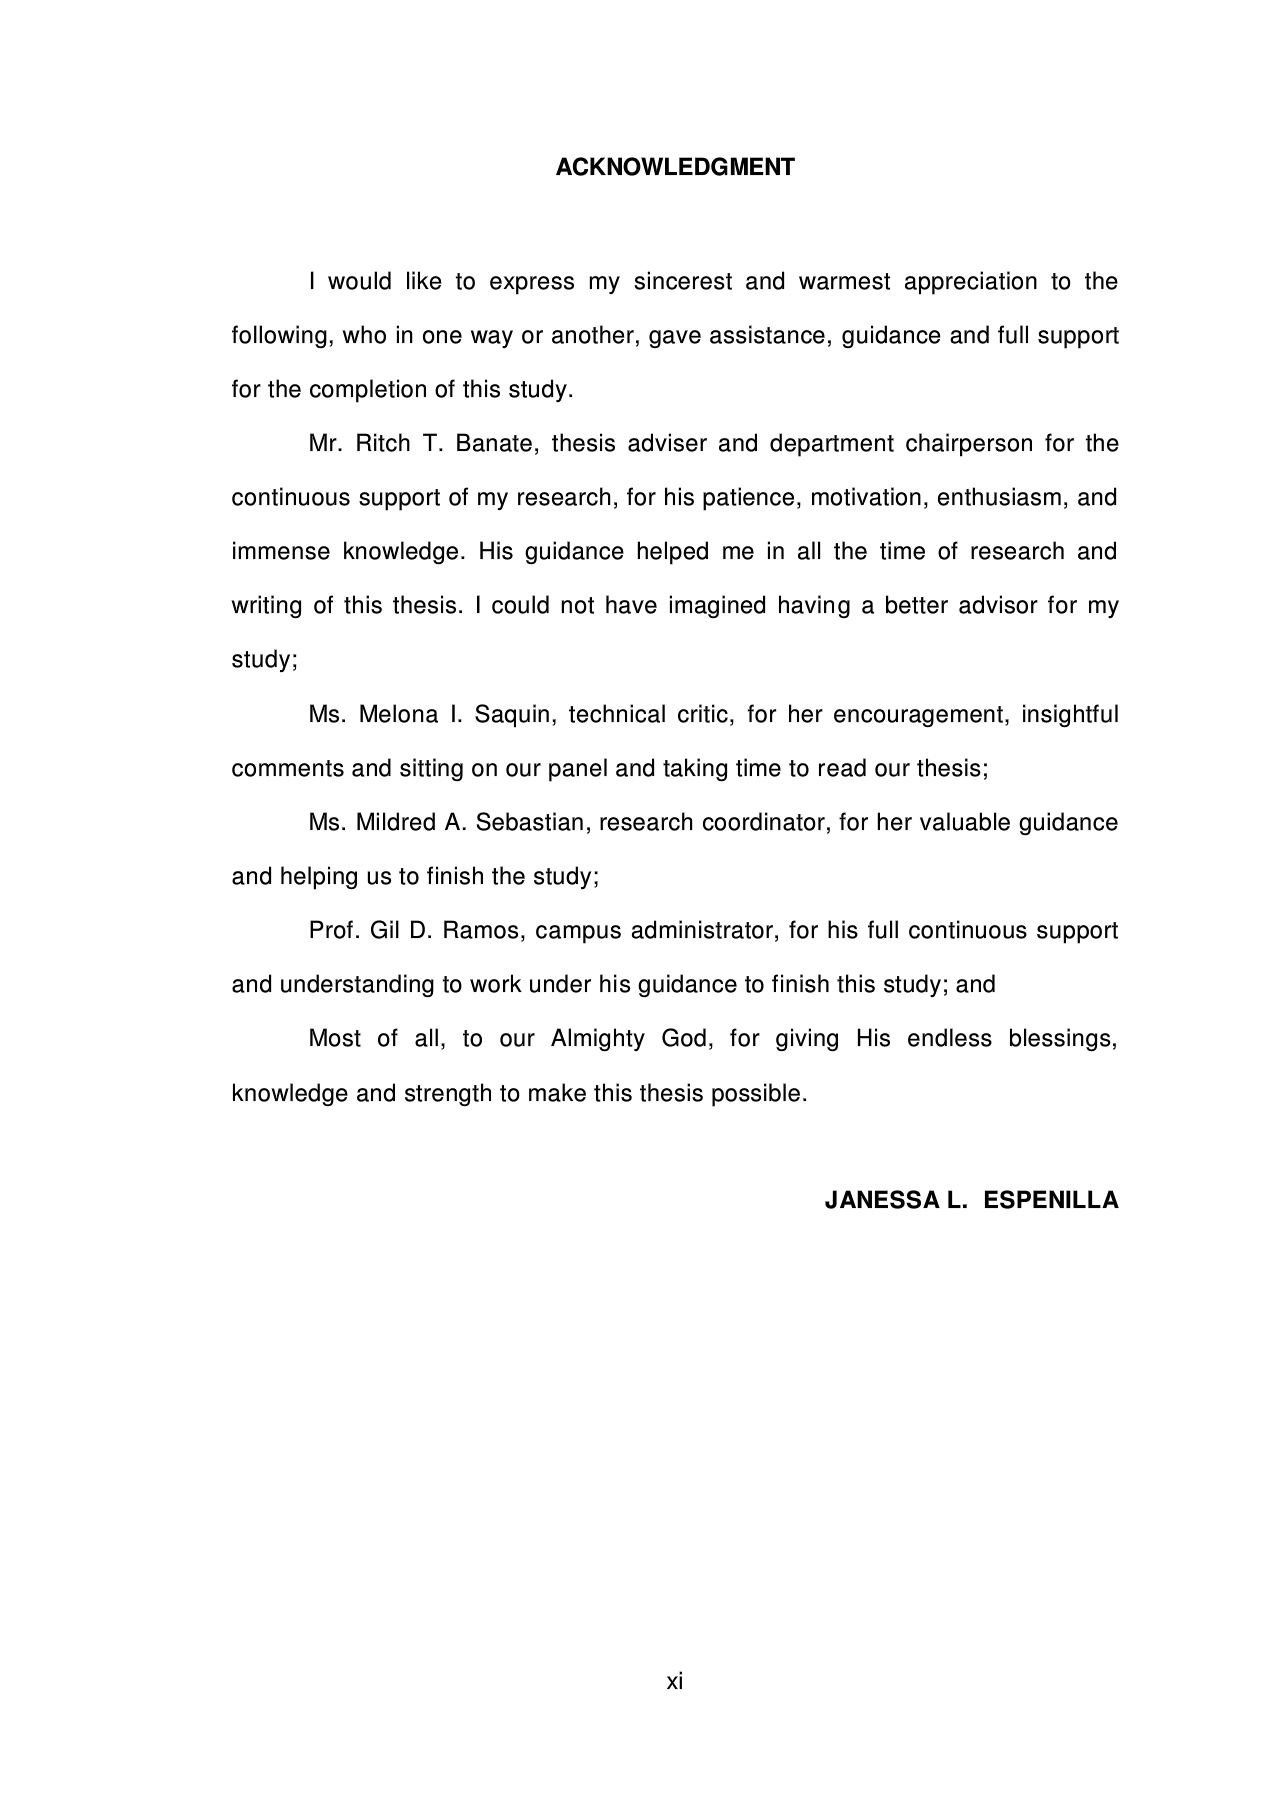 ACKNOWLEDGMENT
I would like to express my sincerest and warmest appreciation to the
following, who in one way or another, gave assistance, guidance and full support
for the completion of this study.
Mr. Ritch T. Banate, thesis adviser and department chairperson for the
continuous support of my research, for his patience, motivation, enthusiasm, and
immense knowledge. His guidance helped me in all the time of research and
writing of this thesis. I could not have imagined having a better advisor for my
study;
Ms. Melona I. Saquin, technical critic, for her encouragement, insightful
comments and sitting on our panel and taking time to read our thesis;
Ms. Mildred A. Sebastian, research coordinator, for her valuable guidance
and helping us to finish the study;
Prof. Gil D. Ramos, campus administrator, for his full continuous support
and understanding to work under his guidance to finish this study; and
Most of all, to our Almighty God, for giving His endless blessings,
knowledge and strength to make this thesis possible.
JANESSA L.  ESPENILLA
xi